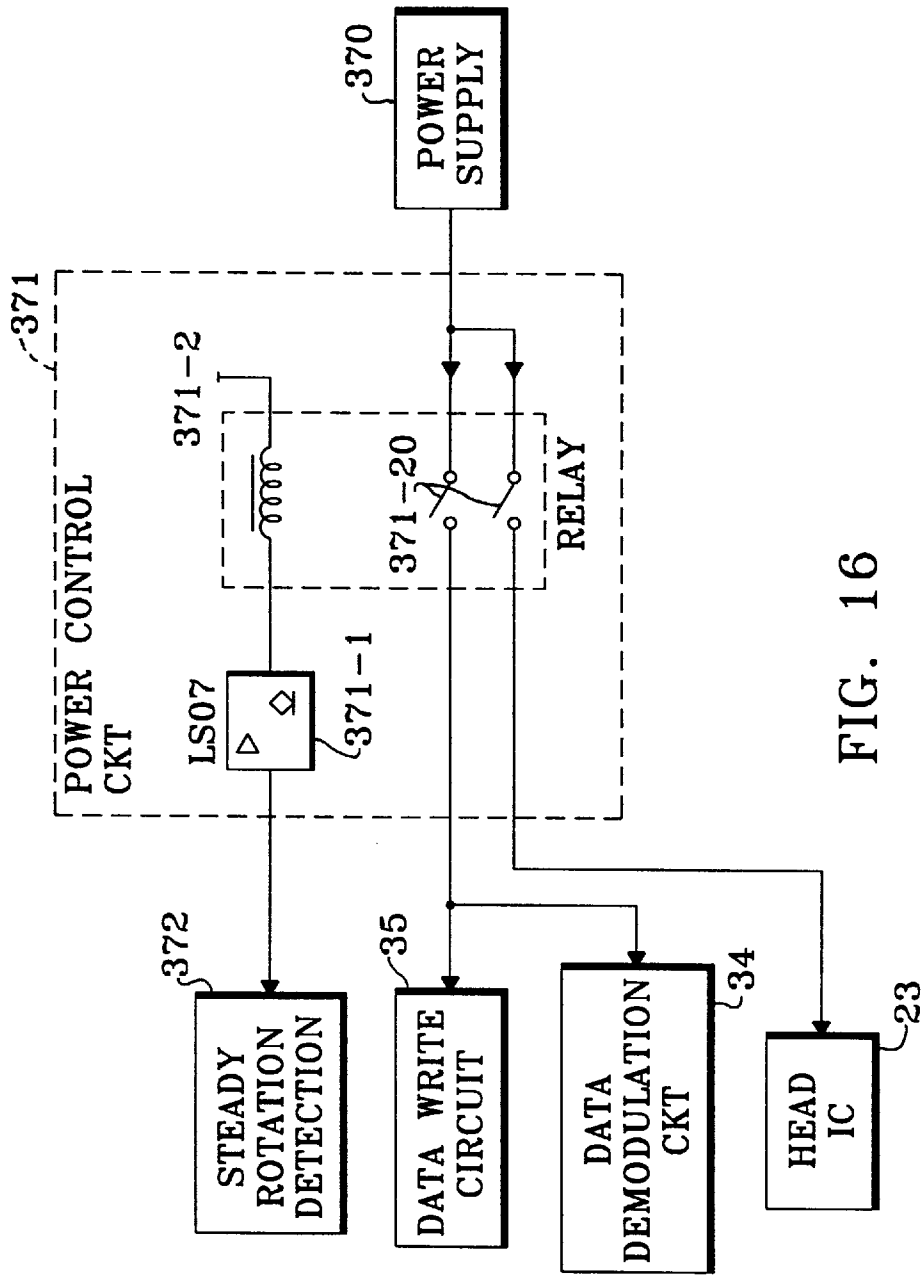 371
POWER CONTROL
CKT
LS07
371-1
371-2
371-20
RELAY
370
POWER
SUPPLY
372
STEADY
ROTATION
DETECTION
35
DATA WRITE
CIRCUIT
DATA
DEMODULATION
CKT
34
HEAD
IC
23
FIG. 16